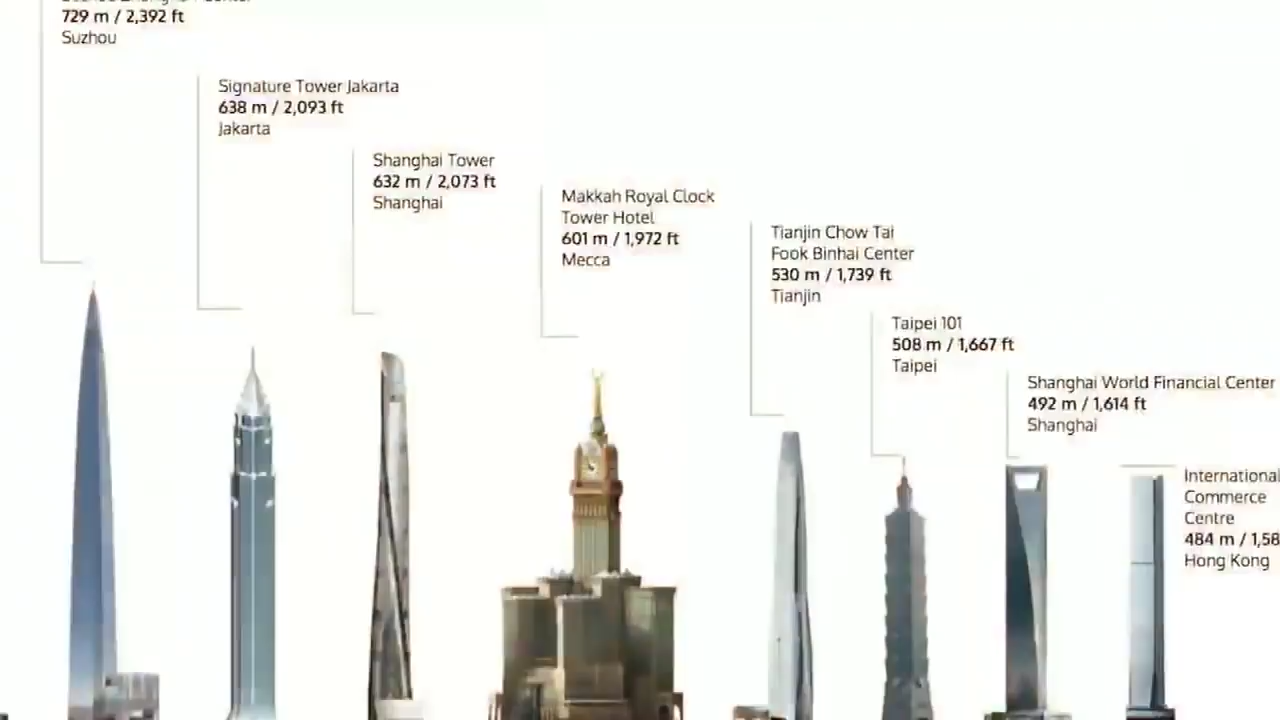 729 m / 2,392 ft
Suzhou
Signature Tower Jakarta
638 m / 2,093 ft
Jakarta
Shanghai Tower
632 m / 2,073 ft
Shanghai
Makkah Royal Clock
Tower Hotel
601 m / 1,972 ft
Mecca
Tianjin Chow Tai
Fook Binhai Center
530 m / 1,739 ft
Tianjin
Taipei 101
508 m / 1,667 ft
Taipei
Shanghai World Financial Center
492 m / 1,614 ft
Shanghai
International
Commerce
Centre
484 m / 1,58
Hong Kong